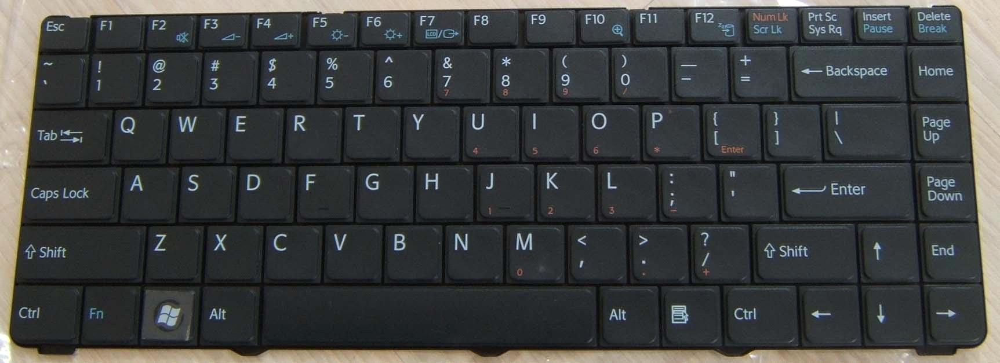 Esc F1 F2 F3 F4 F5 F6 F7 LCD / F8 F9 F10 F11 F12 zzz Num Lk Prt Sc Insert Delete
Scr Lk Sys Rq Pause Break
~ ! @ # $ % ^ & * ( ) — +
` 1 2 3 4 5 6 7 8 9 0 - = ← Backspace Home
7 8 9 /
Tab Q W E R T Y U I O P { } | Page
[ ] \ Up
4 5 6 * Enter
Caps Lock A S D F G H J K L : " Enter Page
; ' Down
1 2 3 -
Shift Z X C V B N M < > ? Shift ↑ End
, . /
0 . +
Ctrl Fn Alt Alt Ctrl ← ↓ →